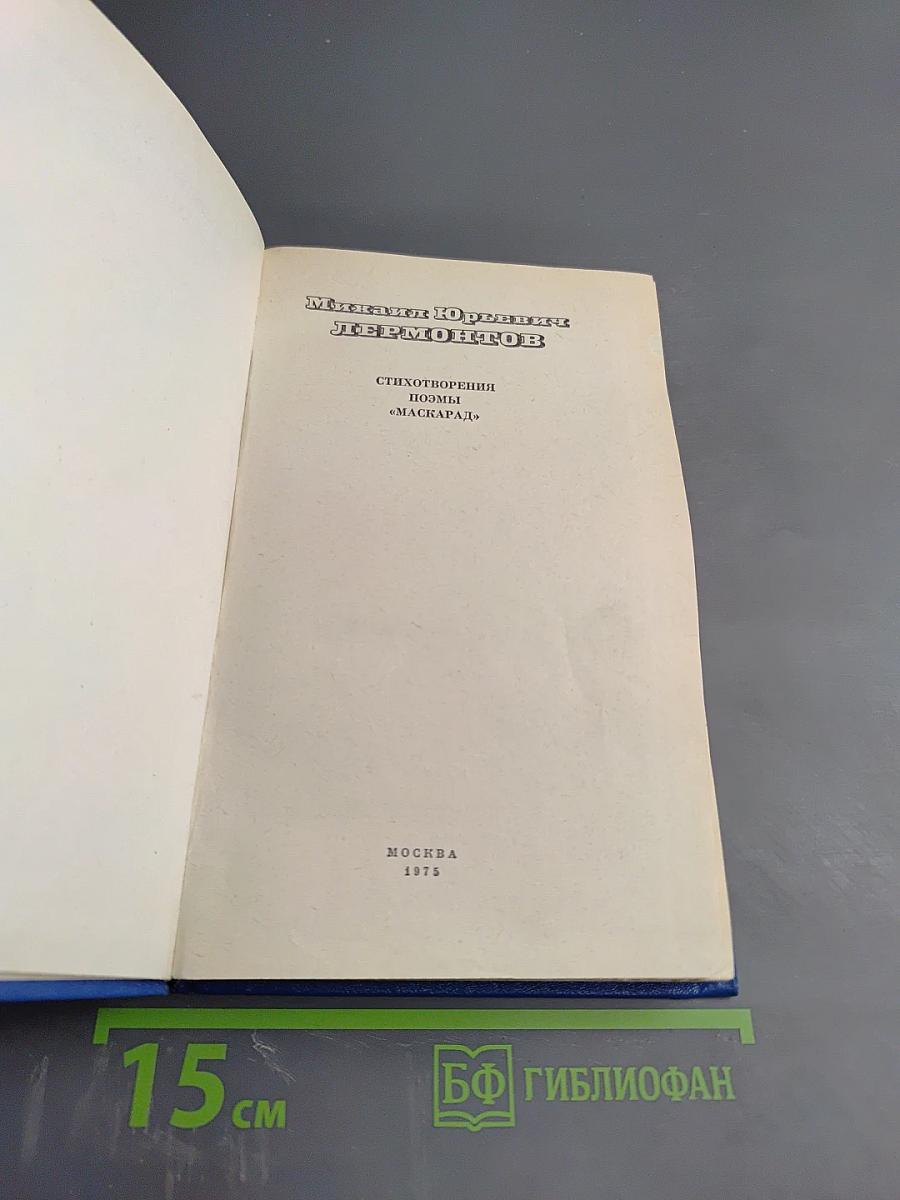 Михаил Юрьевич
ЛЕРМОНТОВ
СТИХОТВОРЕНИЯ
ПОЭМЫ
«МАСКАРАД»
МОСКВА
1975
15 см
БФ ГИБЛИОФАН